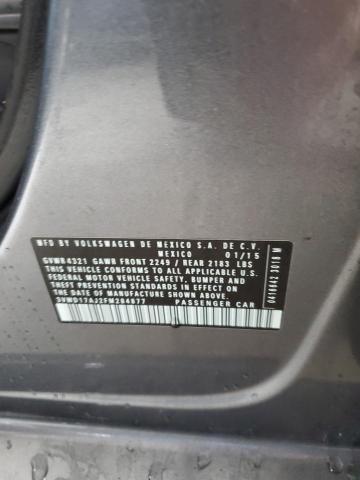 MFD BY VOLKSWAGEN DE MEXICO S.A. DE C.V.
MEXICO 01/15
GVWR 4321 GAWR FRONT 2249 / REAR 2183 LBS
THIS VEHICLE CONFORMS TO ALL APPLICABLE U.S.
FEDERAL MOTOR VEHICLE SAFETY, BUMPER AND
THEFT PREVENTION STANDARDS IN EFFECT ON THE
DATE OF MANUFACTURE SHOWN ABOVE
PASSENGER CAR
3018 M